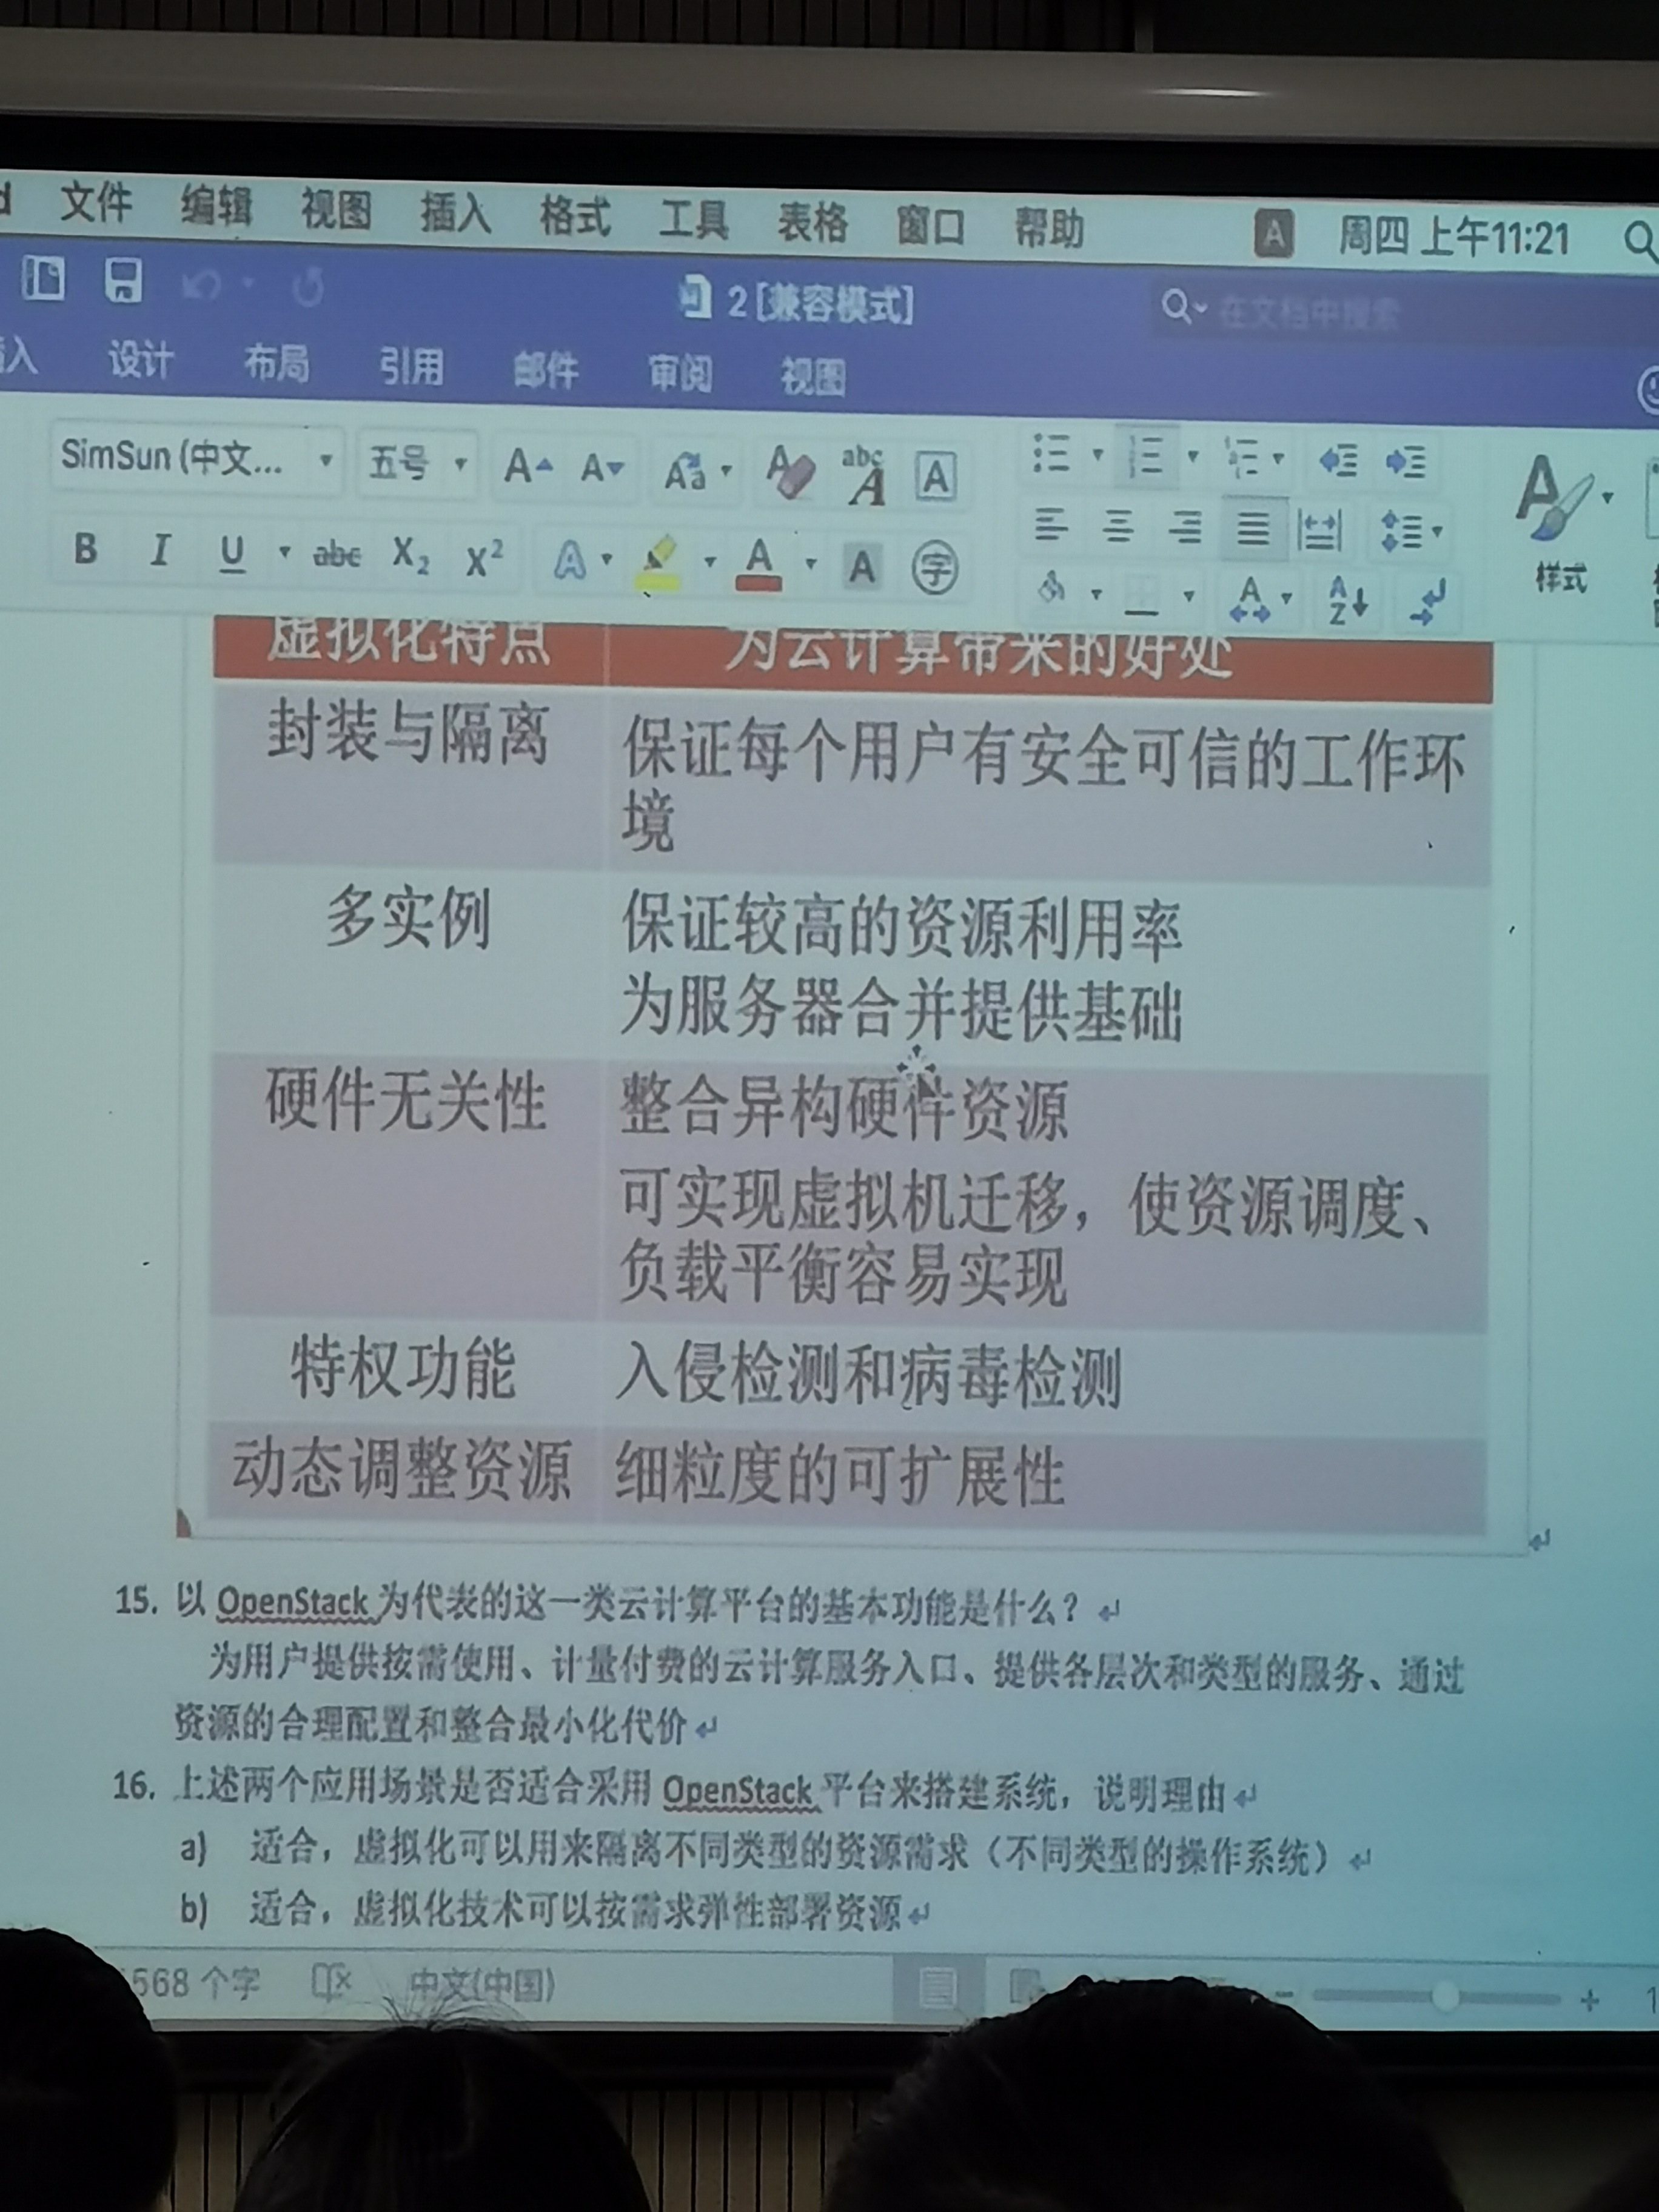 文件 编辑 视图 插入 格式 工具 表格 窗口 帮助 A 周四 上午11:21
2 [兼容模式] 在文档中搜索
入 设计 布局 引用 邮件 审阅 视图
SimSun (中文... 五号 A A Aa A abc A A
B I U abc X₂ X² A A A 字 A A Z 样式
虚拟化特点 为云计算带来的好处
封装与隔离 保证每个用户有安全可信的工作环
境
多实例 保证较高的资源利用率
为服务器合并提供基础
硬件无关性 整合异构硬件资源
可实现虚拟机迁移，使资源调度、
负载平衡容易实现
特权功能 入侵检测和病毒检测
动态调整资源 细粒度的可扩展性
15. 以 OpenStack 为代表的这一类云计算平台的基本功能是什么？
为用户提供按需使用、计量付费的云计算服务入口、提供各层次和类型的服务、通过
资源的合理配置和整合最小化代价
16. 上述两个应用场景是否适合采用 OpenStack 平台来搭建系统，说明理由
a) 适合，虚拟化可以用来隔离不同类型的资源需求（不同类型的操作系统）
b) 适合，虚拟化技术可以按需求弹性部署资源
568 个字 中文(中国)